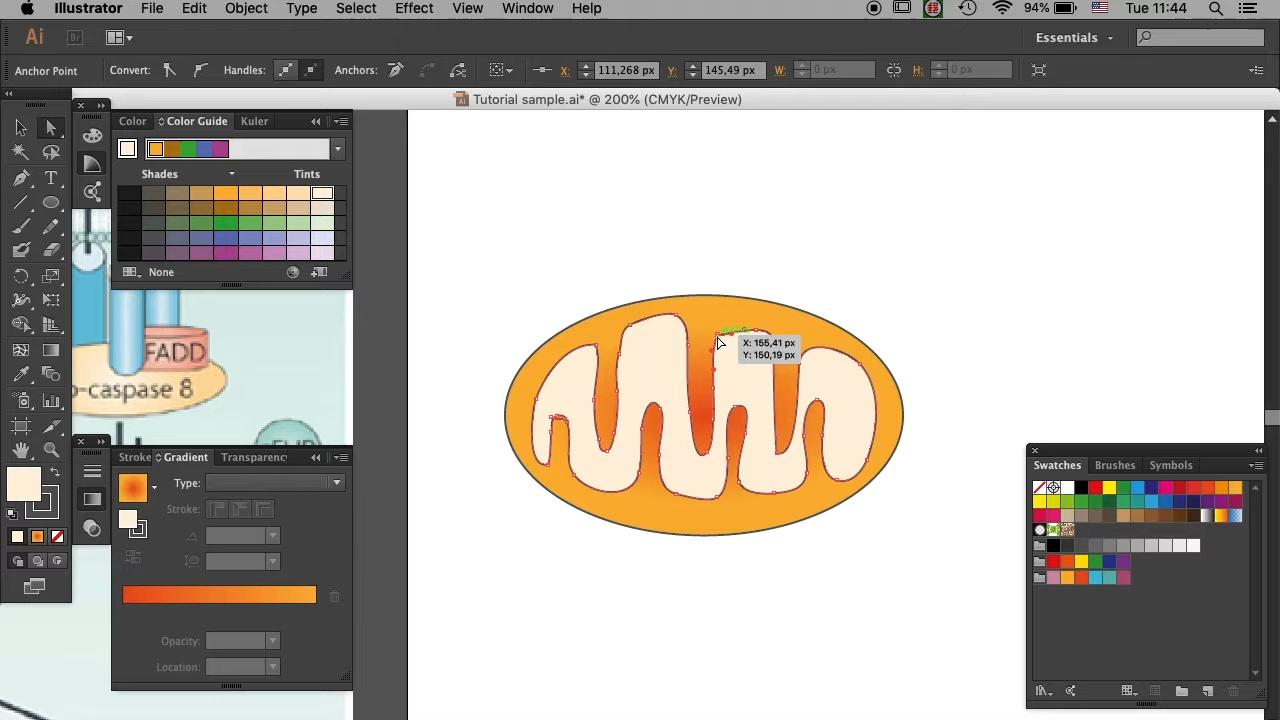 Illustrator File Edit Object Type Select Effect View Window Help 94% Tue 11:44
Ai Br Essentials
Anchor Point Convert: Handles: Anchors: X: 111,268 px Y: 145,49 px W: 0 px H: 0 px
Tutorial sample.ai* @ 200% (CMYK/Preview)
Color Color Guide Kuler
Shades Tints
None
FADD
o-caspase 8
Stroke Gradient Transparency
Type:
Stroke:
Opacity:
Location:
X: 155,41 px
Y: 150,19 px
Swatches Brushes Symbols